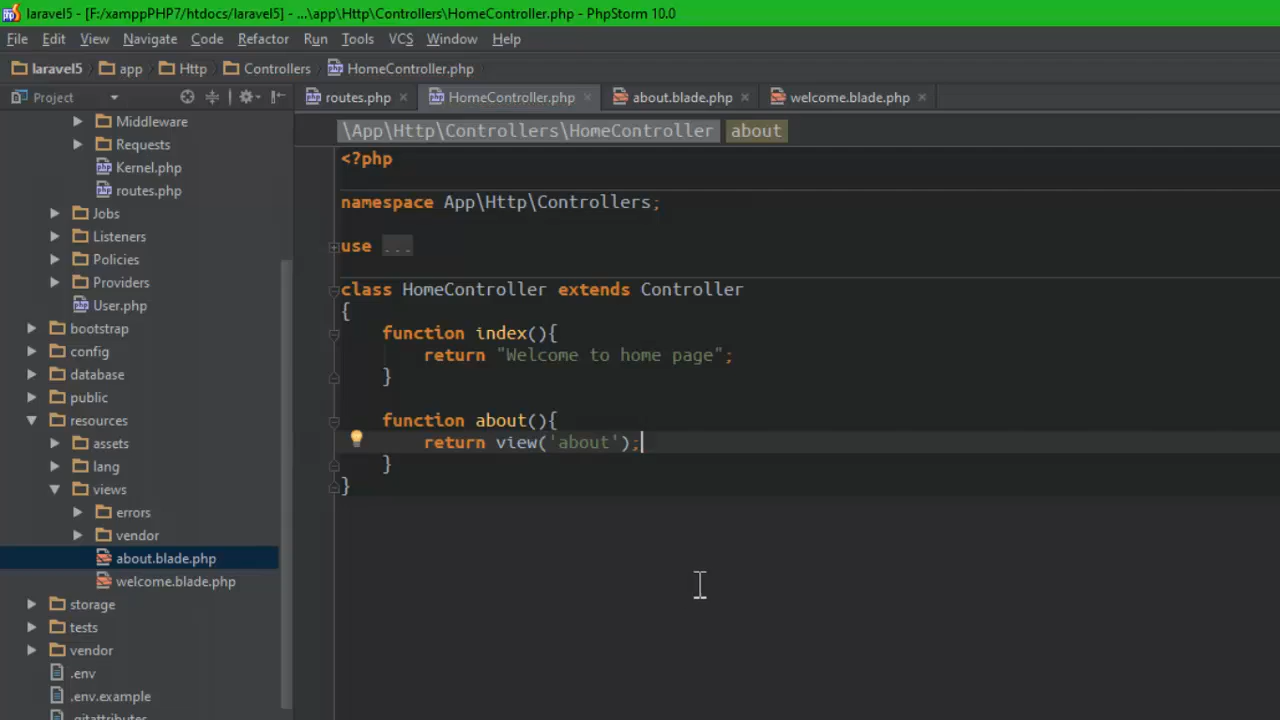 laravel5 - [F:/xamppPHP7/htdocs/laravel5] - ...\app\Http\Controllers\HomeController.php - PhpStorm 10.0
File Edit View Navigate Code Refactor Run Tools VCS Window Help
laravel5 app Http Controllers HomeController.php
Project
routes.php HomeController.php about.blade.php welcome.blade.php
Middleware
Requests
Kernel.php
routes.php
Jobs
Listeners
Policies
Providers
User.php
bootstrap
config
database
public
resources
assets
lang
views
errors
vendor
about.blade.php
welcome.blade.php
storage
tests
vendor
.env
.env.example
.gitattributes
\App\Http\Controllers\HomeController about
<?php
namespace App\Http\Controllers;
use ...
class HomeController extends Controller
{
function index(){
return "Welcome to home page";
}
function about(){
return view('about');
}
}